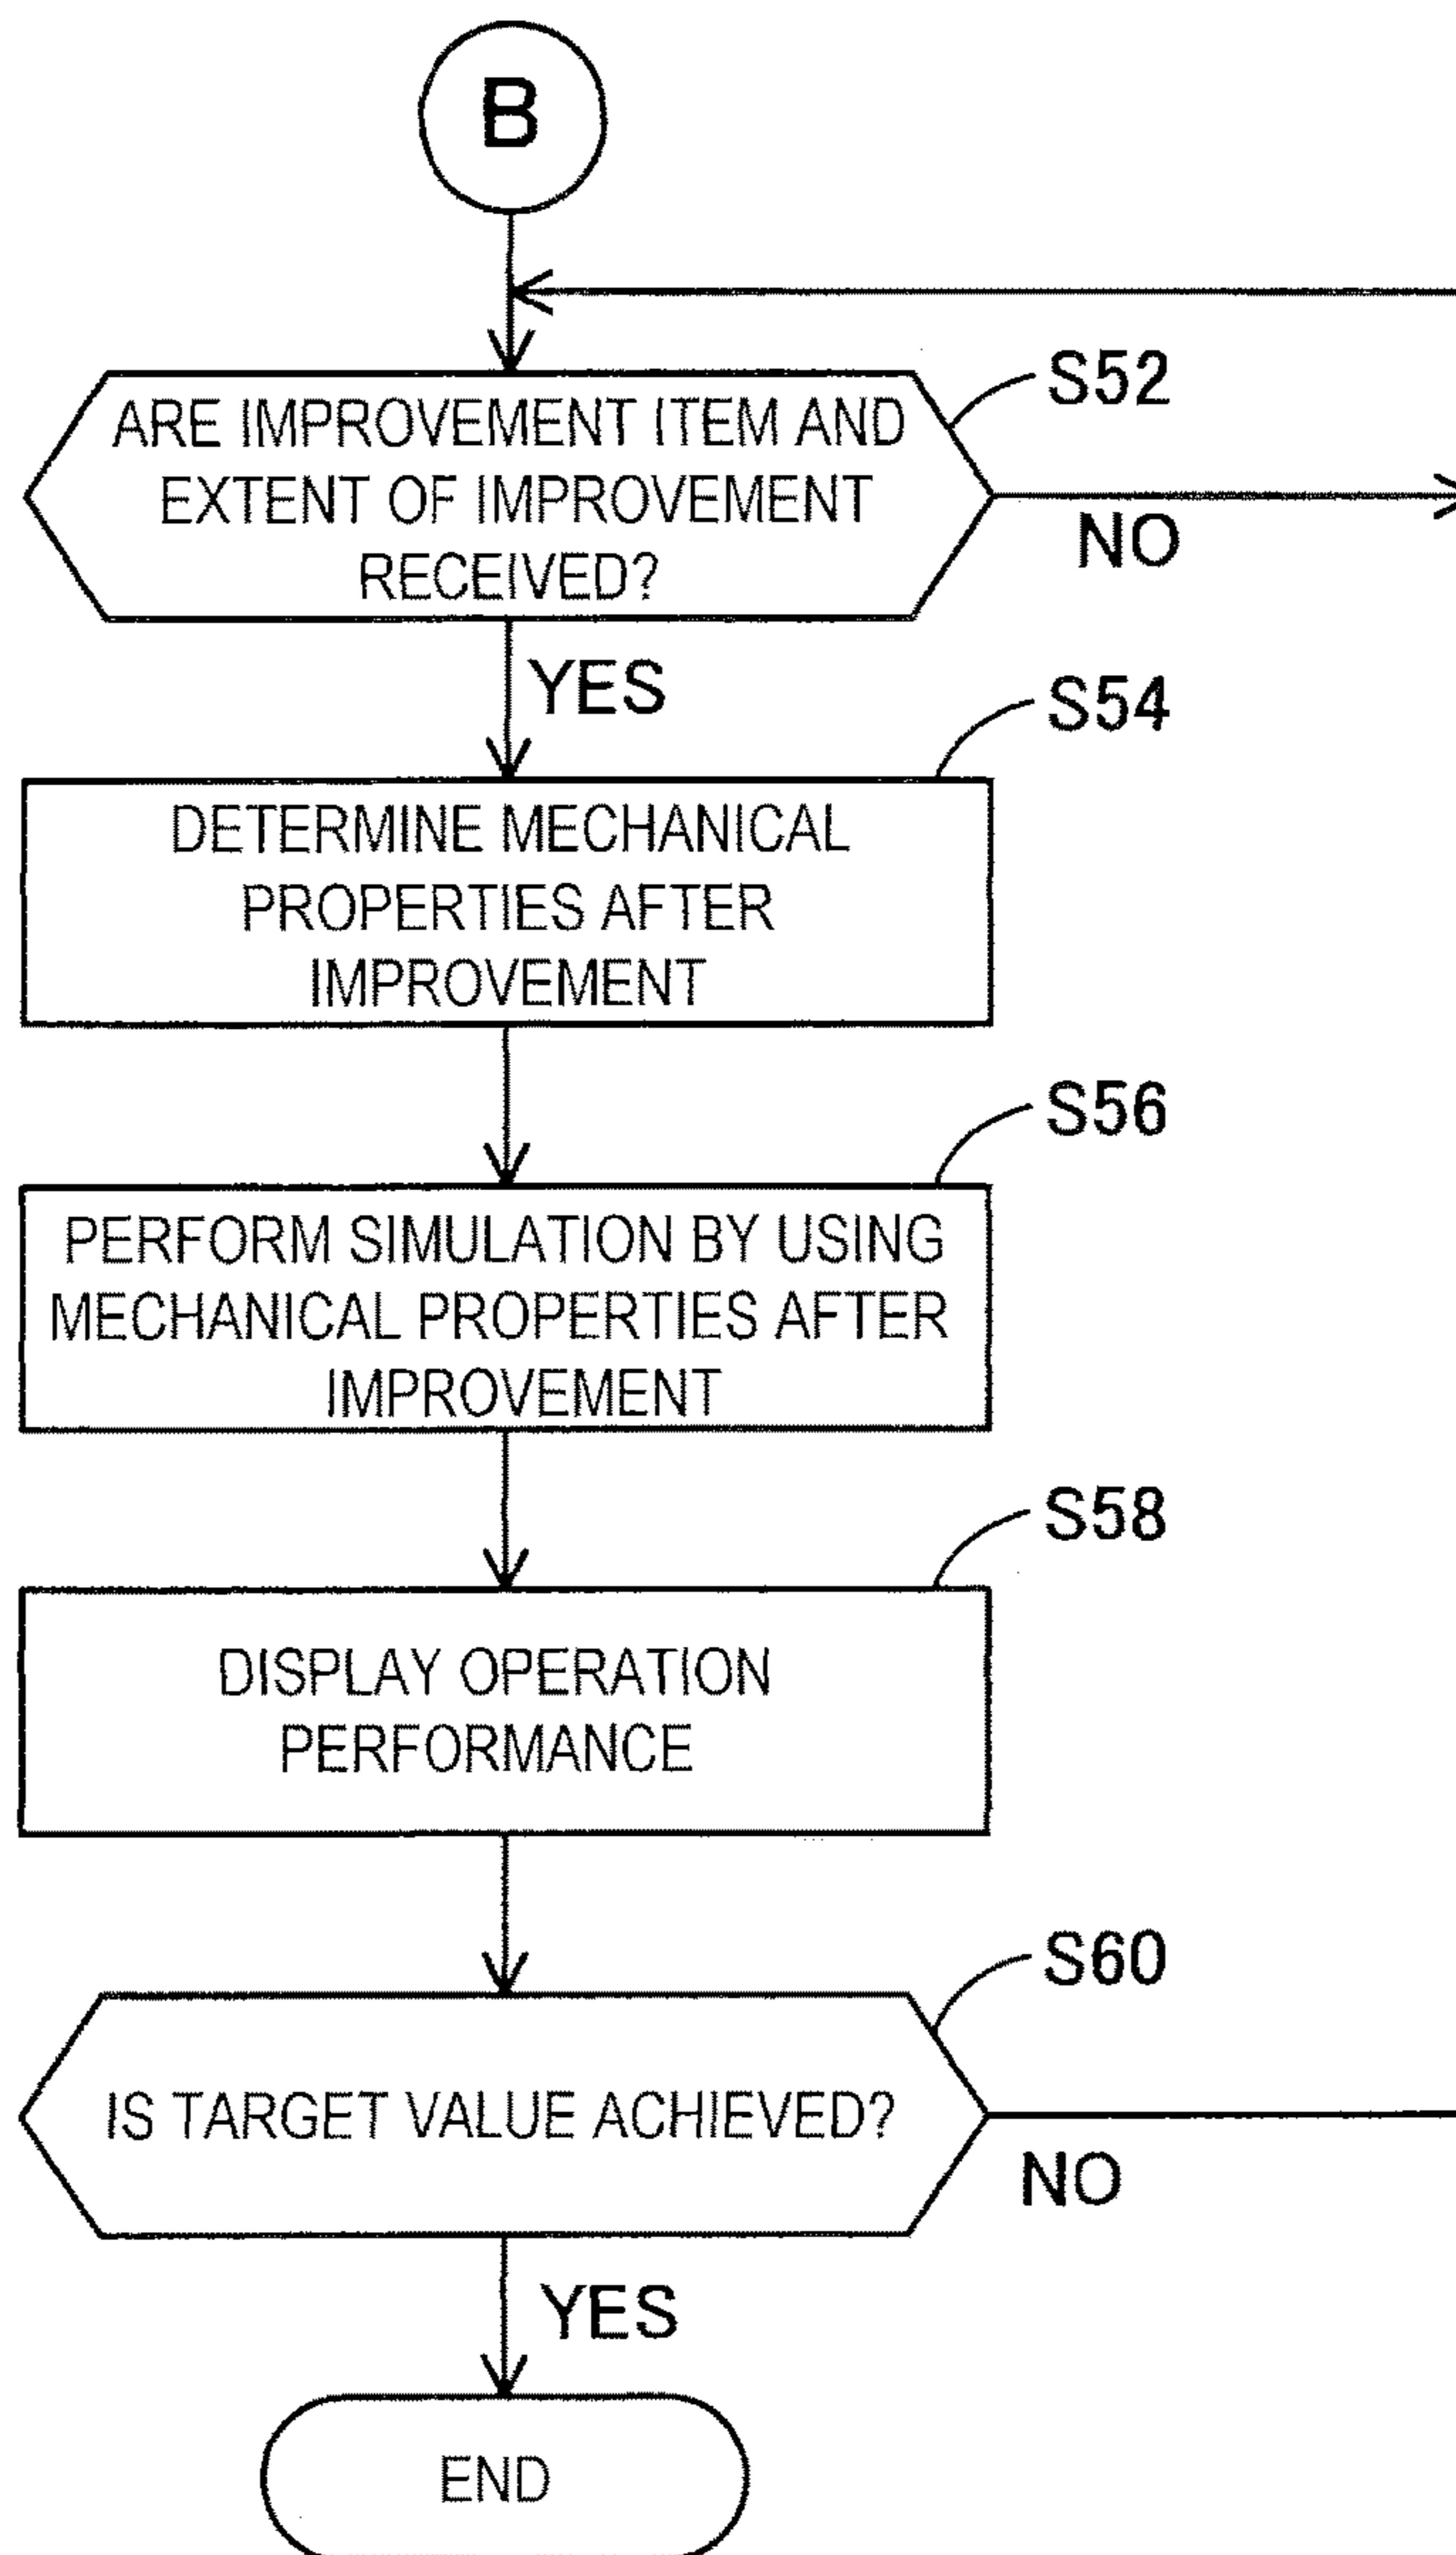 B
S52
ARE IMPROVEMENT ITEM AND
EXTENT OF IMPROVEMENT
RECEIVED?
NO
YES
S54
DETERMINE MECHANICAL
PROPERTIES AFTER
IMPROVEMENT
S56
PERFORM SIMULATION BY USING
MECHANICAL PROPERTIES AFTER
IMPROVEMENT
S58
DISPLAY OPERATION
PERFORMANCE
S60
IS TARGET VALUE ACHIEVED?
NO
YES
END